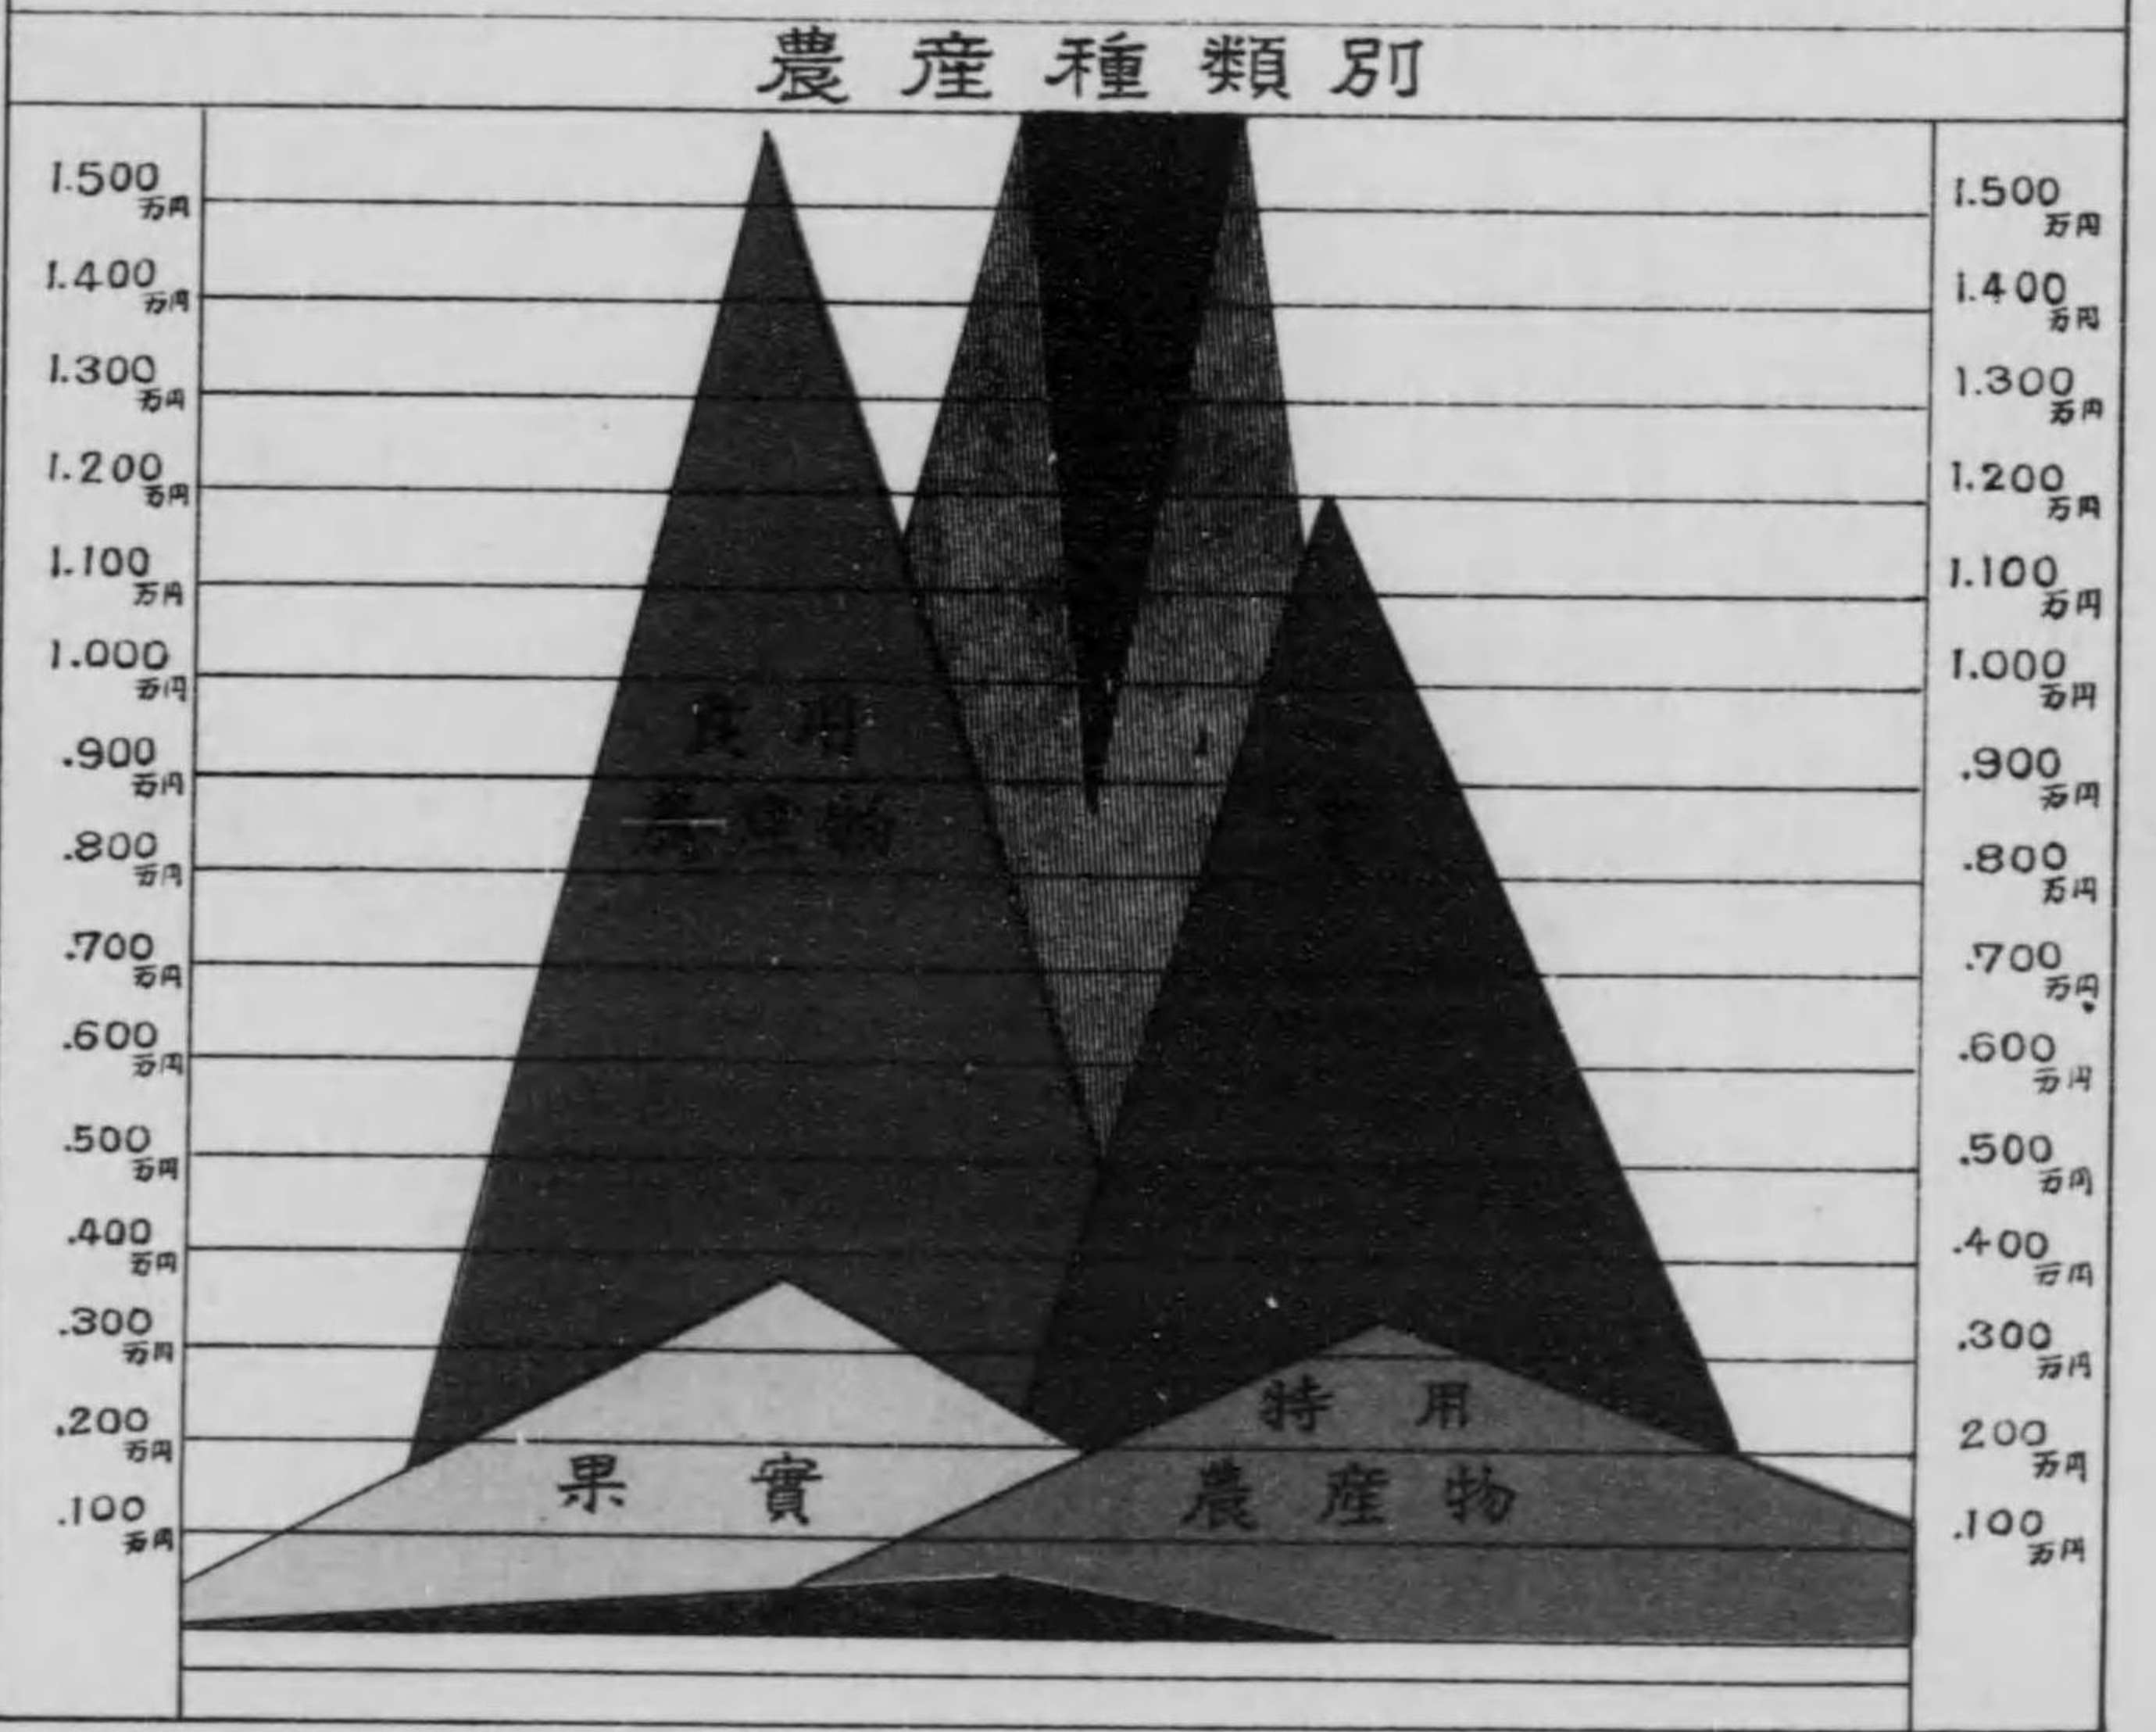 農産種類別
1.500
万円
1.400
万円
1.300
万円
1.200
万円
1.100
万円
1.000
万円
.900
万円
.800
万円
.700
万円
.600
万円
.500
万円
.400
万円
.300
万円
.200
万円
.100
万円
食用
農産物
果實
特用
農産物
1.500
万円
1.400
万円
1.300
万円
1.200
万円
1.100
万円
1.000
万円
.900
万円
.800
万円
.700
万円
.600
万円
.500
万円
.400
万円
.300
万円
200
万円
.100
万円